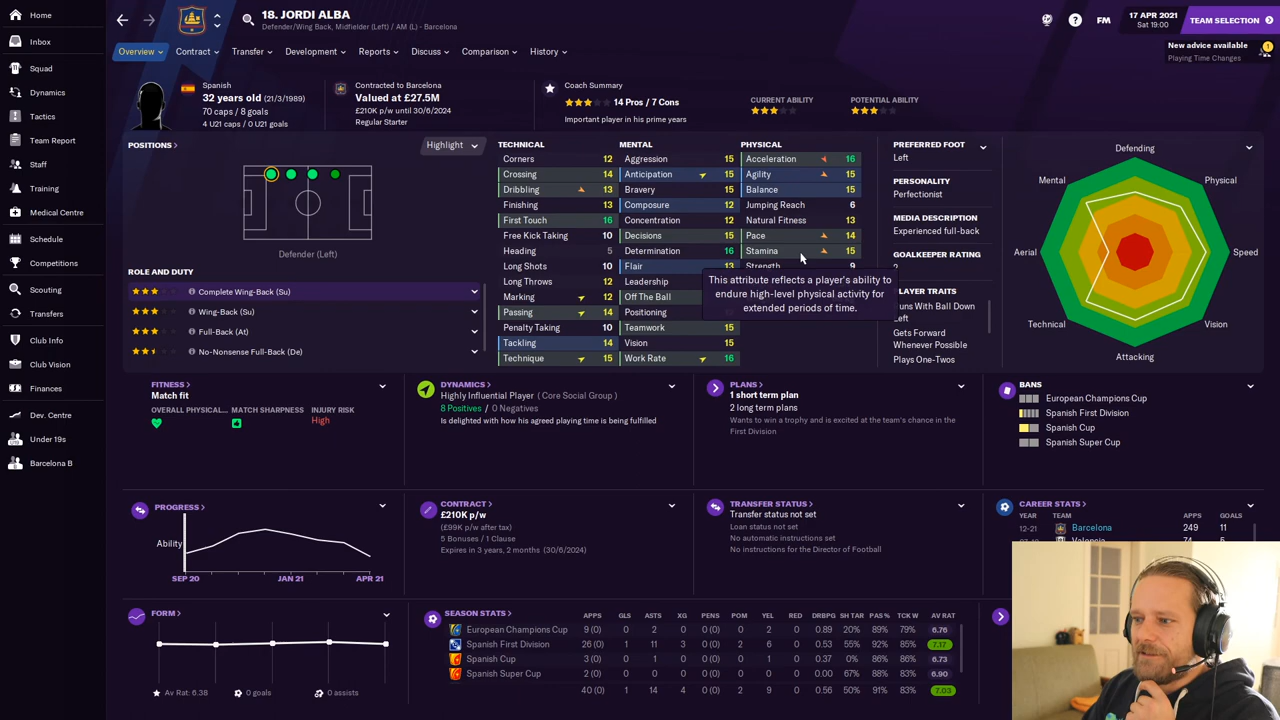 Home
Inbox
Squad
Dynamics
Tactics
Team Report
Staff
Training
Medical Centre
Schedule
Competitions
Scouting
Transfers
Club Info
Club Vision
Finances
Dev. Centre
Under 19s
Barcelona B
18. JORDI ALBA
Defender/Wing Back, Midfielder (Left) / AM (L) - Barcelona
FM
17 APR 2021
Sat 19:00
TEAM SELECTION >
Overview
Contract
Transfer
Development
Reports
Discuss
Comparison
History
New advice available
Playing Time Changes
Spanish
32 years old (21/3/1989)
70 caps / 8 goals
4 U21 caps / 0 U21 goals
Contracted to Barcelona
Valued at £27.5M
£210K p/w until 30/6/2024
Regular Starter
Coach Summary
14 Pros / 7 Cons
Important player in his prime years
CURRENT ABILITY
POTENTIAL ABILITY
POSITIONS >
Highlight
Defender (Left)
ROLE AND DUTY
Complete Wing-Back (Su)
Wing-Back (Su)
Full-Back (At)
No-Nonsense Full-Back (De)
TECHNICAL
Corners 12
Crossing 14
Dribbling 13
Finishing 13
First Touch 16
Free Kick Taking 10
Heading 5
Long Shots 10
Long Throws 12
Marking 12
Passing 14
Penalty Taking 10
Tackling 14
Technique 15
MENTAL
Aggression 15
Anticipation 15
Bravery 15
Composure 12
Concentration 12
Decisions 15
Determination 16
Flair 13
Leadership
Off The Ball
Positioning
Teamwork 15
Vision 15
Work Rate 16
PHYSICAL
Acceleration 16
Agility 15
Balance 15
Jumping Reach 6
Natural Fitness 13
Pace 14
Stamina 15
Strength 9
This attribute reflects a player's ability to
endure high-level physical activity for
extended periods of time.
PREFERRED FOOT
Left
PERSONALITY
Perfectionist
MEDIA DESCRIPTION
Experienced full-back
GOALKEEPER RATING
2
PLAYER TRAITS
Runs With Ball Down
Left
Gets Forward
Whenever Possible
Plays One-Twos
Defending
Physical
Speed
Vision
Attacking
Technical
Aerial
Mental
FITNESS
Match fit
OVERALL PHYSICAL... MATCH SHARPNESS INJURY RISK
High
DYNAMICS >
Highly Influential Player ( Core Social Group )
8 Positives / 0 Negatives
Is delighted with how his agreed playing time is being fulfilled
PLANS >
1 short term plan
2 long term plans
Wants to win a trophy and is excited at the team's chance in the
First Division
BANS
European Champions Cup
Spanish First Division
Spanish Cup
Spanish Super Cup
PROGRESS >
Ability
SEP 20 JAN 21 APR 21
CONTRACT >
£210K p/w
(£99K p/w after tax)
5 Bonuses / 1 Clause
Expires in 3 years, 2 months (30/6/2024)
TRANSFER STATUS >
Transfer status not set
Loan status not set
No automatic instructions set
No instructions for the Director of Football
CAREER STATS >
YEAR TEAM APPS GOALS
12-21 Barcelona 249 11
Valencia 74 5
FORM >
Av Rat: 6.38 0 goals 0 assists
SEASON STATS >
APPS GLS ASTS XG PENS POM YEL RED DRBPG SH TAR PAS % TCK W AV RAT
European Champions Cup 9 (0) 0 2 0 0 (0) 0 2 0 0.89 20% 89% 79% 6.76
Spanish First Division 26 (0) 1 11 3 0 (0) 2 6 0 0.53 55% 92% 85% 7.17
Spanish Cup 3 (0) 0 1 0 0 (0) 0 1 0 0.37 0% 86% 86% 6.73
Spanish Super Cup 2 (0) 0 0 0 0 (0) 0 0 0 0.00 67% 88% 83% 6.90
40 (0) 1 14 4 0 (0) 2 9 0 0.56 50% 91% 83% 7.03